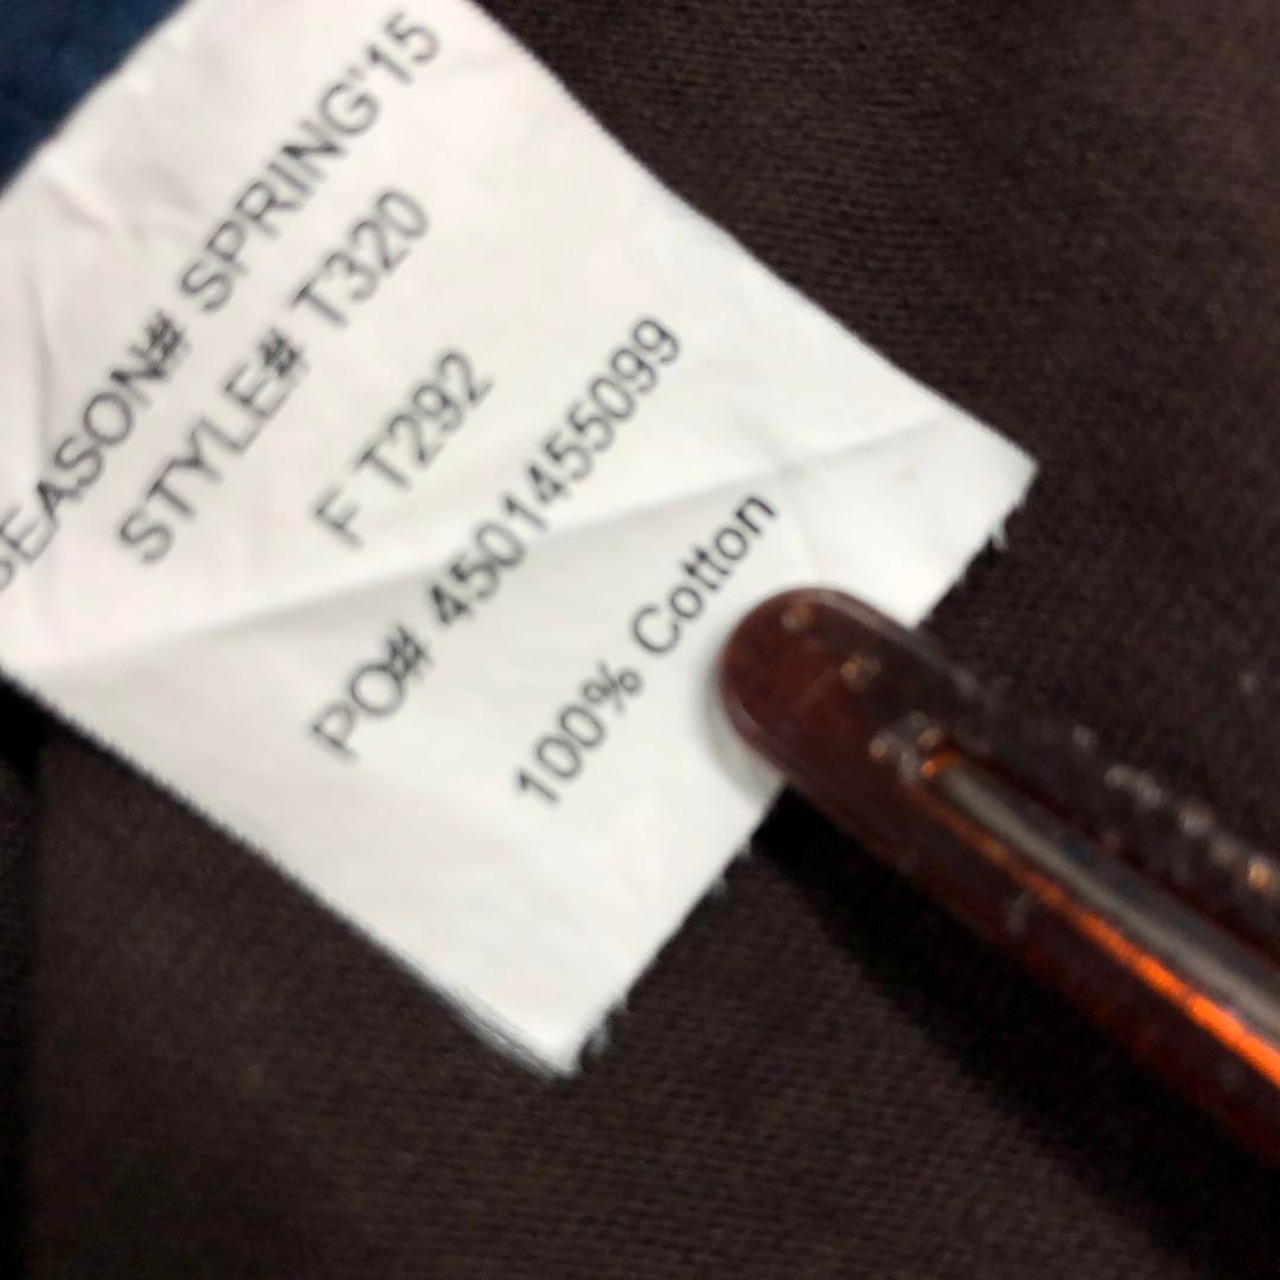 SEASON# SPRING'15
STYLE# T320
F T292
PO# 4501455099
100% Cotton